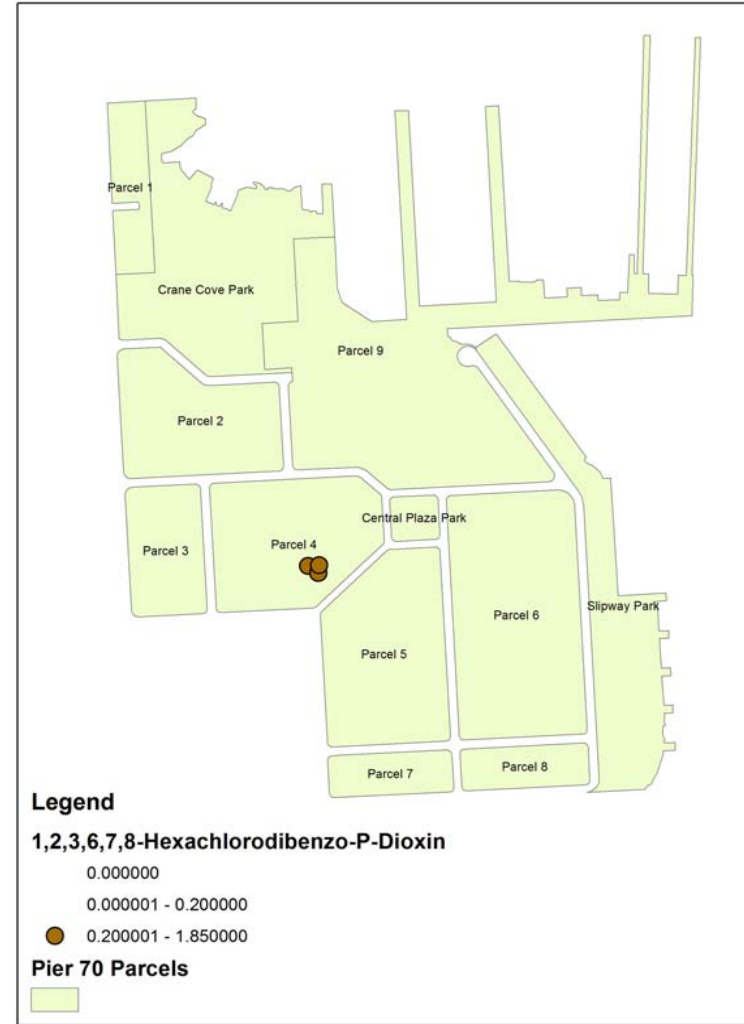 Parcel 1
Crane Cove Park
Parcel 9
Parcel 2
Central Plaza Park
Parcel 3
Parcel 4
Slipway Park
Parcel 6
Parcel 5
Parcel 8
Parcel 7
Legend
1,2,3,6,7,8-Hexachlorodibenzo-P-Dioxin
0.000000
0.000001 - 0.200000
0.200001 - 1.850000
Pier 70 Parcels